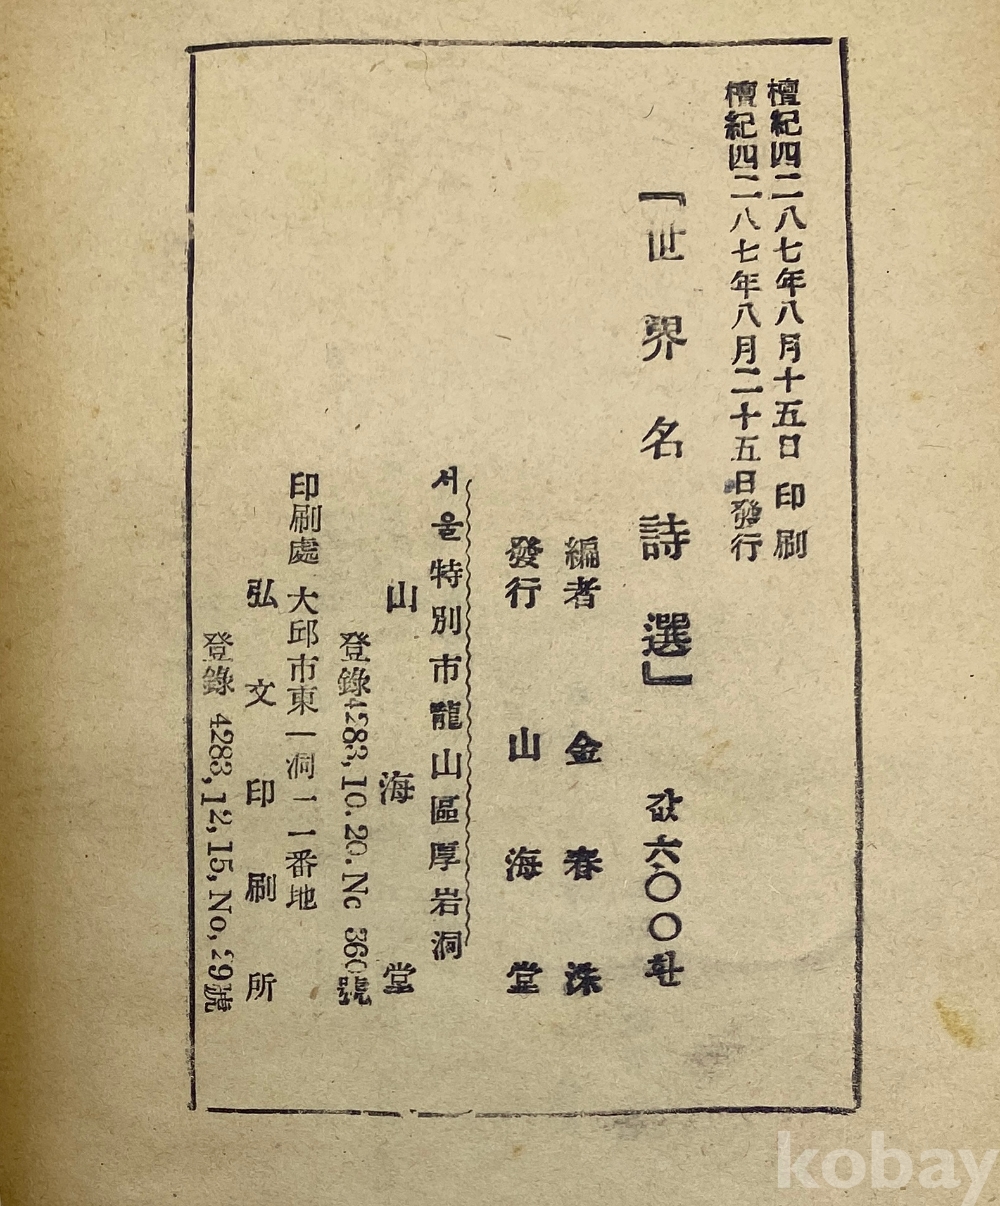 檀紀四二八七年八月十五日 印刷
檀紀四二八七年八月二十五日發行
「世界名詩選」 값六〇〇환
編者 金春洙
發行 山海堂
서울特別市龍山區厚岩洞
山海堂
登錄4283,10.20.No 360號
印刷處 大邱市東一洞一一番地
弘文印刷所
登錄 4283,12,15,No,29號
kobay